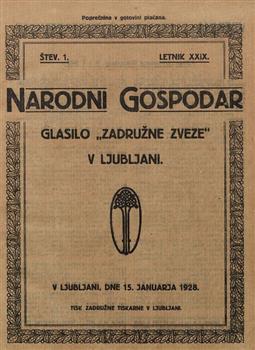 Poprečnina v gotovini plačana.
ŠTEV. 1.
LETNIK XXIX.
NARODNI GOSPODAR
GLASILO „ZADRUŽNE ZVEZE"
V LJUBLJANI.
V LJUBLJANI, DNE 15. JANUARJA 1928.
TISK ZADRUŽNE TISKARNE V LJUBLJANI.